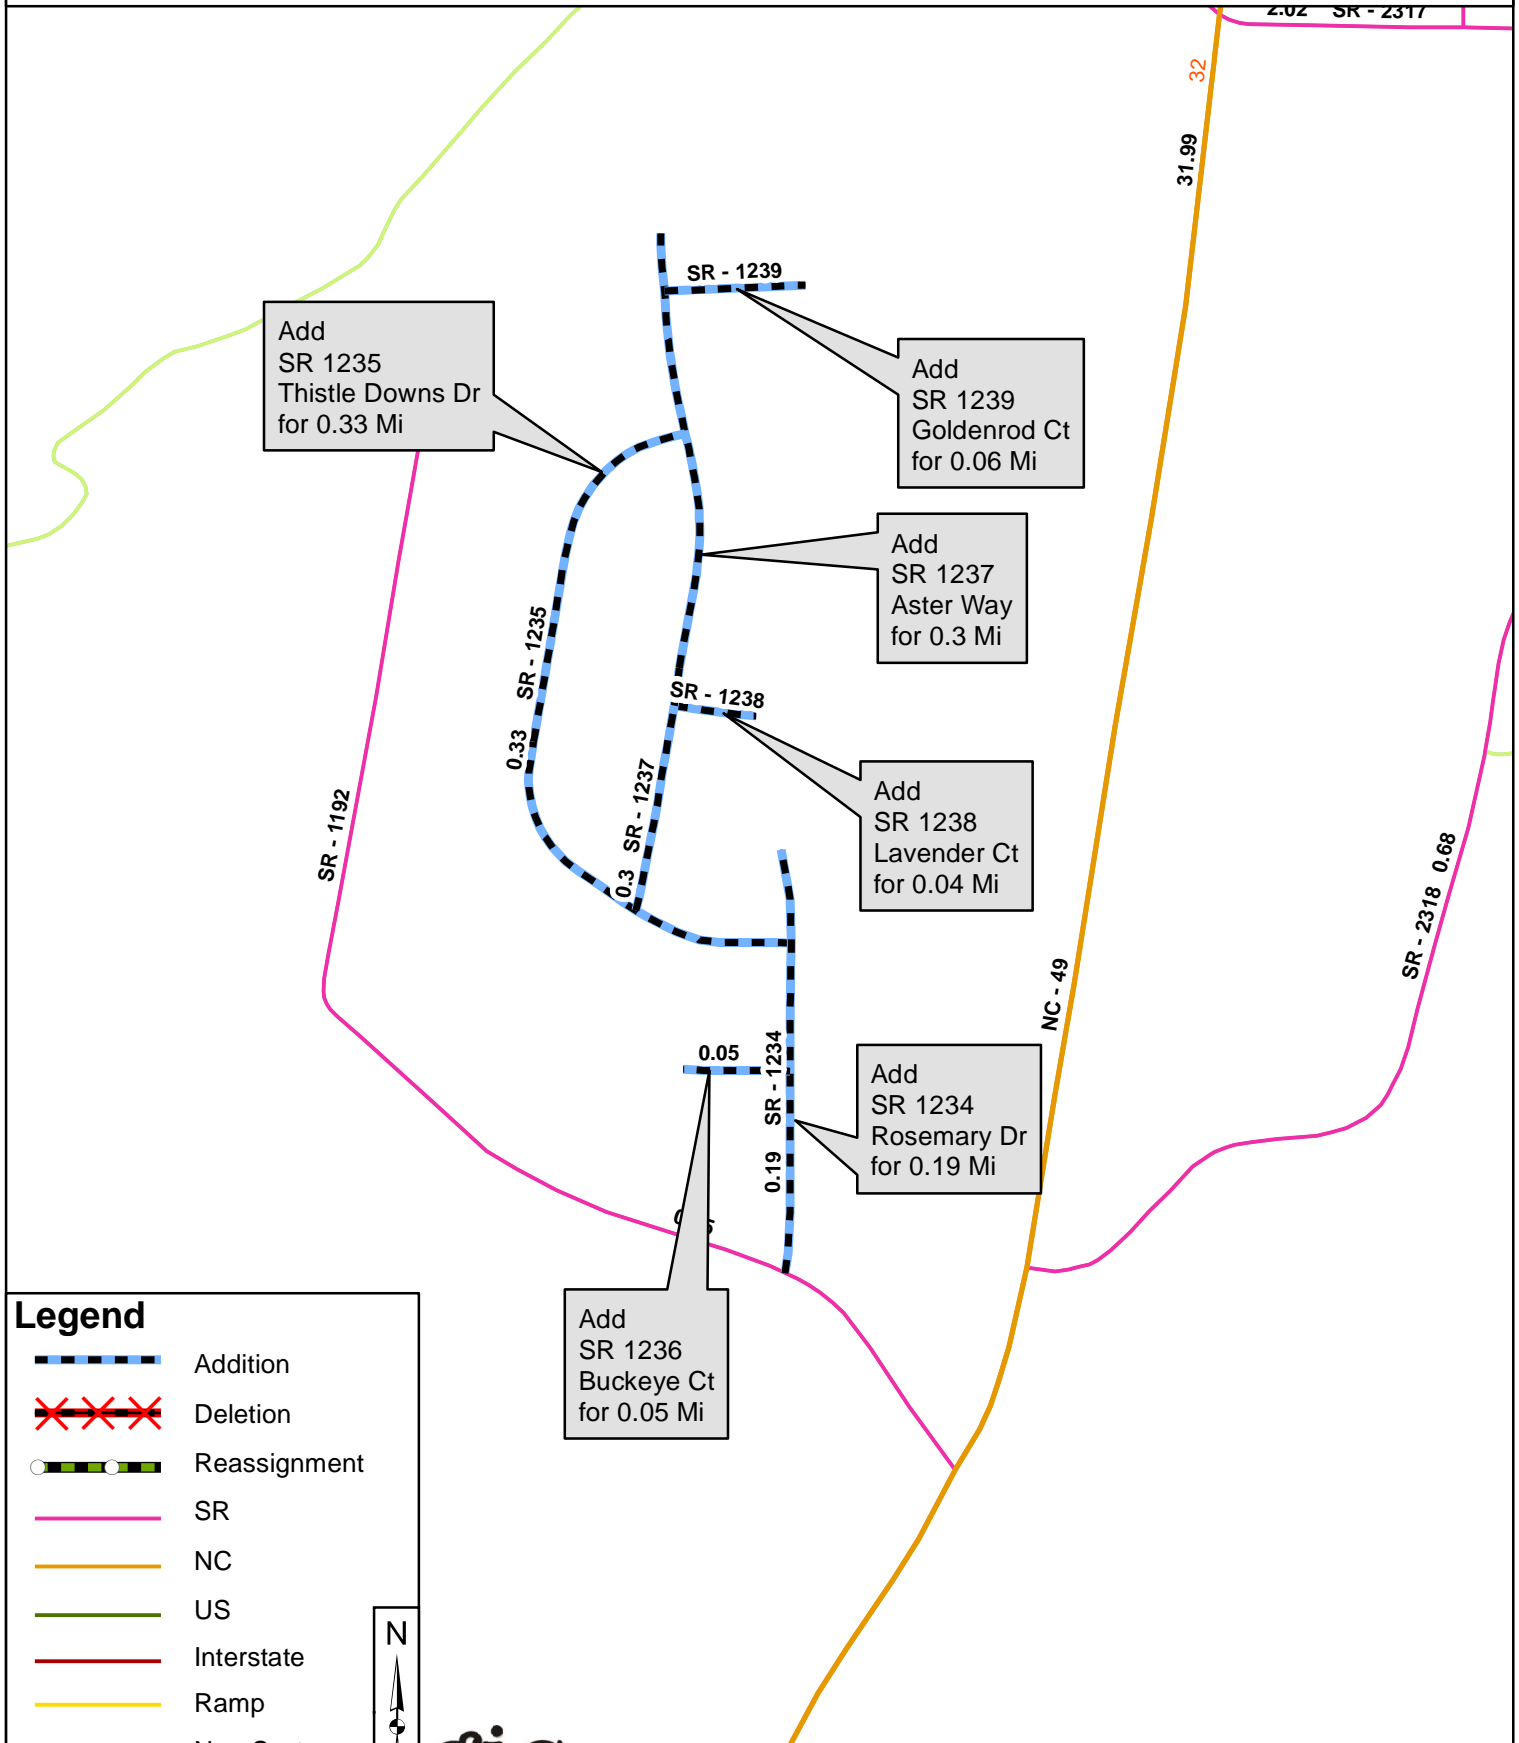 2.02 SR - 2317
32
31.99
SR - 1239
Add
SR 1235
Thistle Downs Dr
for 0.33 Mi
Add
SR 1239
Goldenrod Ct
for 0.06 Mi
Add
SR 1237
Aster Way
for 0.3 Mi
0.33 SR - 1235
SR - 1238
0.3 SR - 1237
Add
SR 1238
Lavender Ct
for 0.04 Mi
SR - 1192
SR - 2318 0.68
NC - 49
0.05
0.19 SR - 1234
Add
SR 1234
Rosemary Dr
for 0.19 Mi
Add
SR 1236
Buckeye Ct
for 0.05 Mi
Legend
Addition
Deletion
Reassignment
SR
NC
US
Interstate
Ramp
N